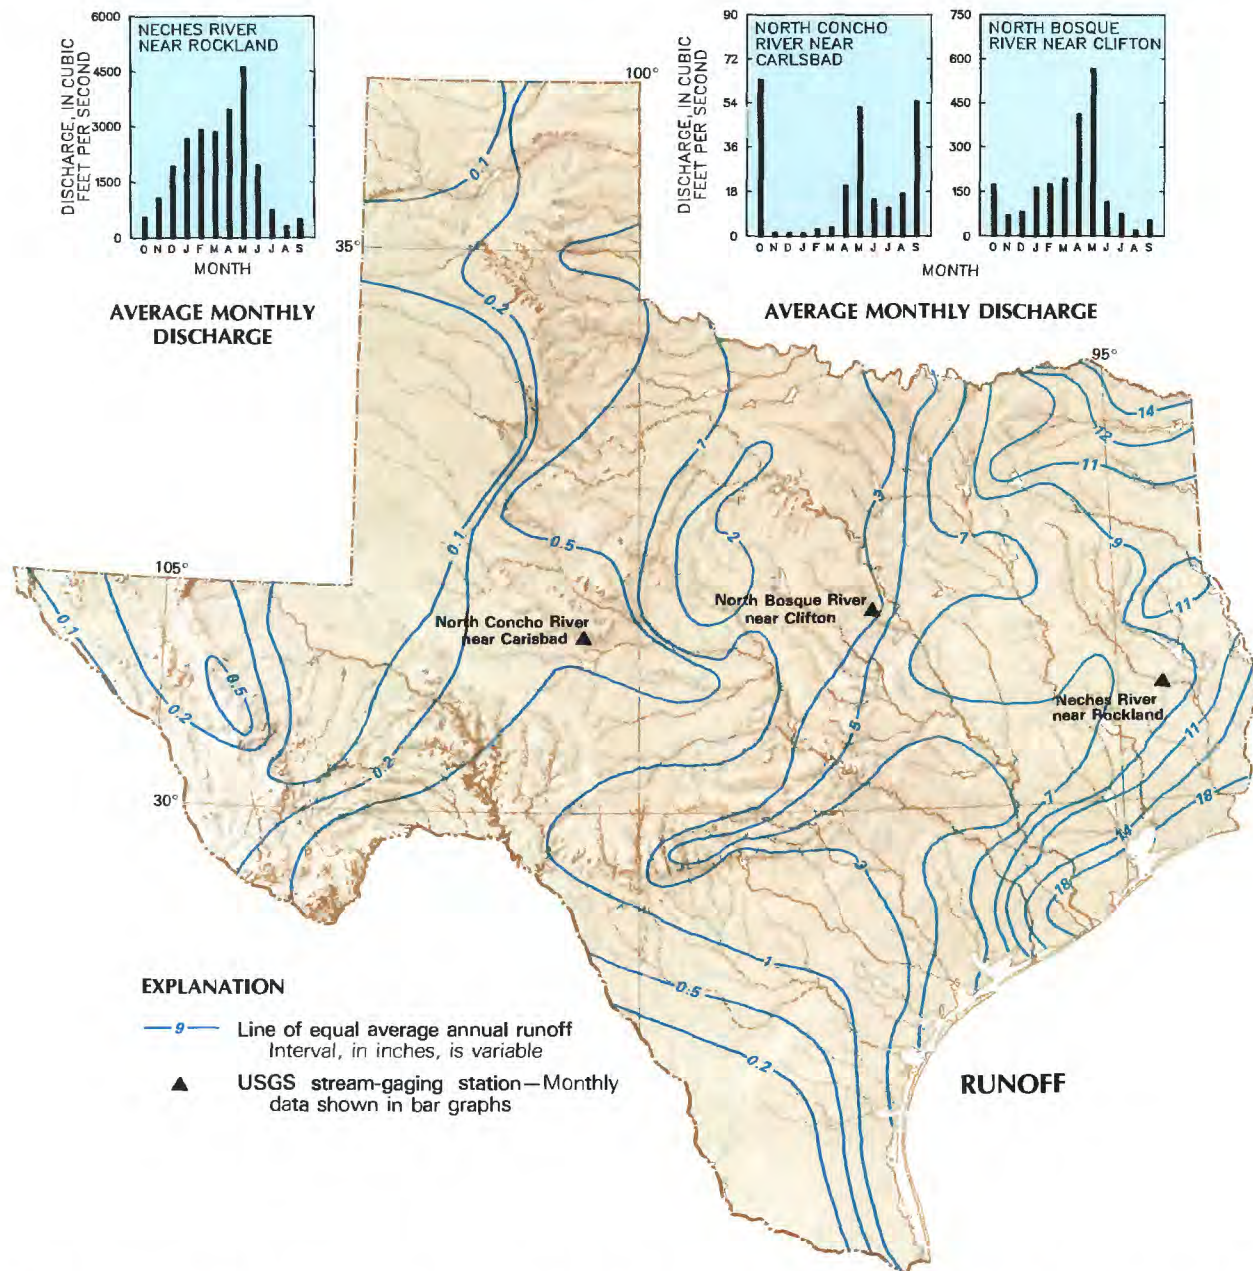 NECHES RIVER
NEAR ROCKLAND
DISCHARGE, IN CUBIC
FEET PER SECOND
6000
4500
3000
1500
0
O N D J F M A M J J A S
MONTH
AVERAGE MONTHLY
DISCHARGE
NORTH CONCHO
RIVER NEAR
CARLSBAD
DISCHARGE, IN CUBIC
FEET PER SECOND
90
72
54
36
18
0
O N D J F M A M J J A S
NORTH BOSQUE
RIVER NEAR CLIFTON
750
600
450
300
150
0
O N D J F M A M J J A S
MONTH
AVERAGE MONTHLY DISCHARGE
100°
0.1
35°
0.2
95°
14
12
11
1
3
9
7
2
0.1
0.5
105°
11
0.1
North Bosque River
near Clifton
North Concho River
near Carlsbad
0.5
0.2
Neches River
near Rockland
5
11
0.2
30°
7
18
14
3
18
1
0.5
0.2
EXPLANATION
9 Line of equal average annual runoff
Interval, in inches, is variable
USGS stream-gaging station—Monthly
data shown in bar graphs
RUNOFF